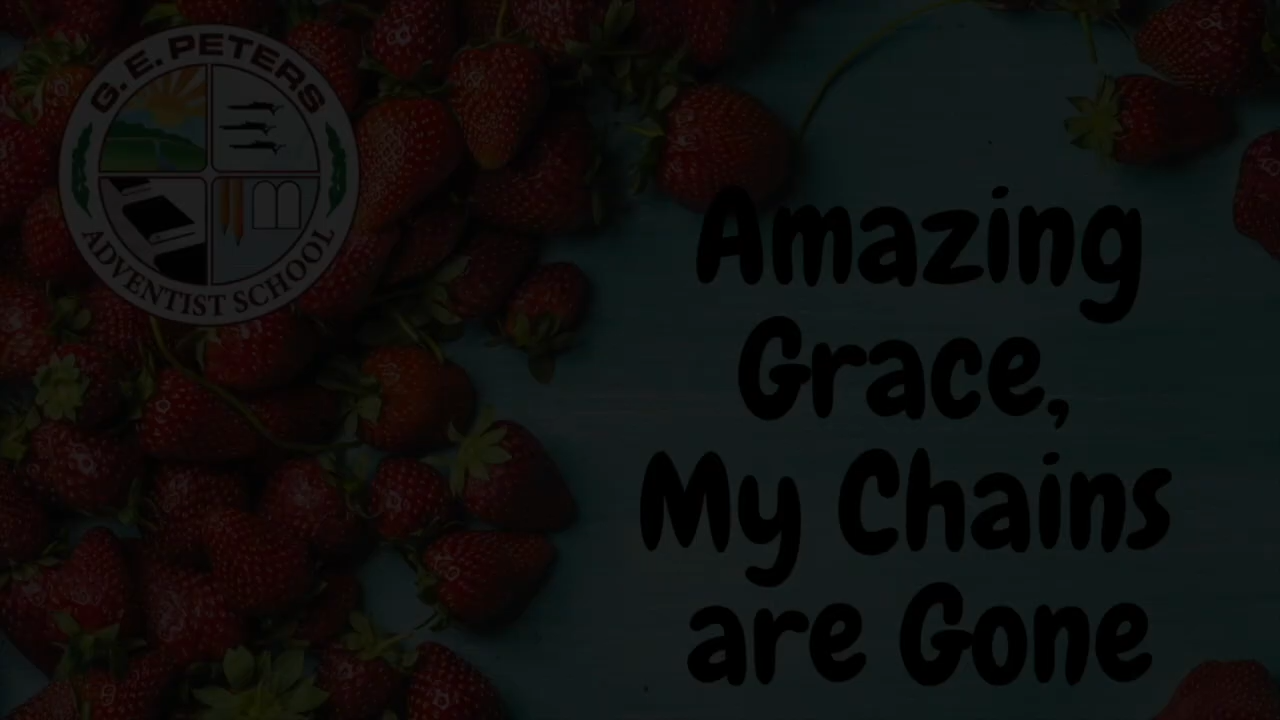 G. E. PETERS
ADVENTIST SCHOOL
Amazing
Grace,
My Chains
are Gone